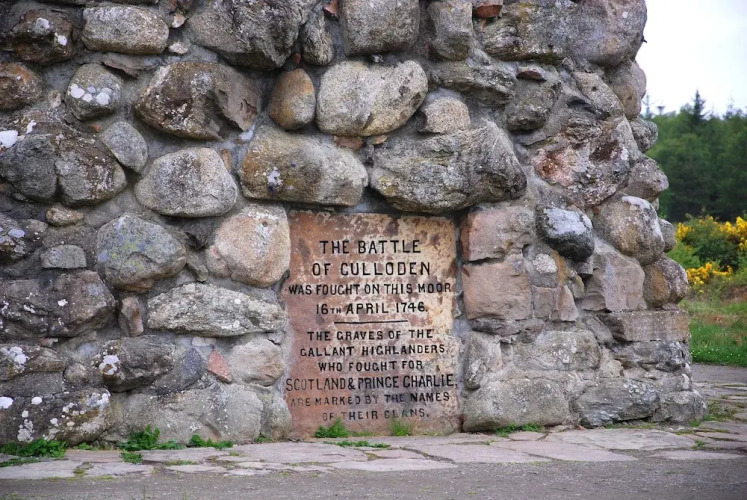 THE BATTLE
OF CULLODEN
WAS FOUGHT ON THIS MOOR
16TH APRIL 1746.
THE GRAVES OF THE
GALLANT HIGHLANDERS
WHO FOUGHT FOR
SCOTLAND & PRINCE CHARLIE,
ARE MARKED BY THE NAMES
OF THEIR CLANS.